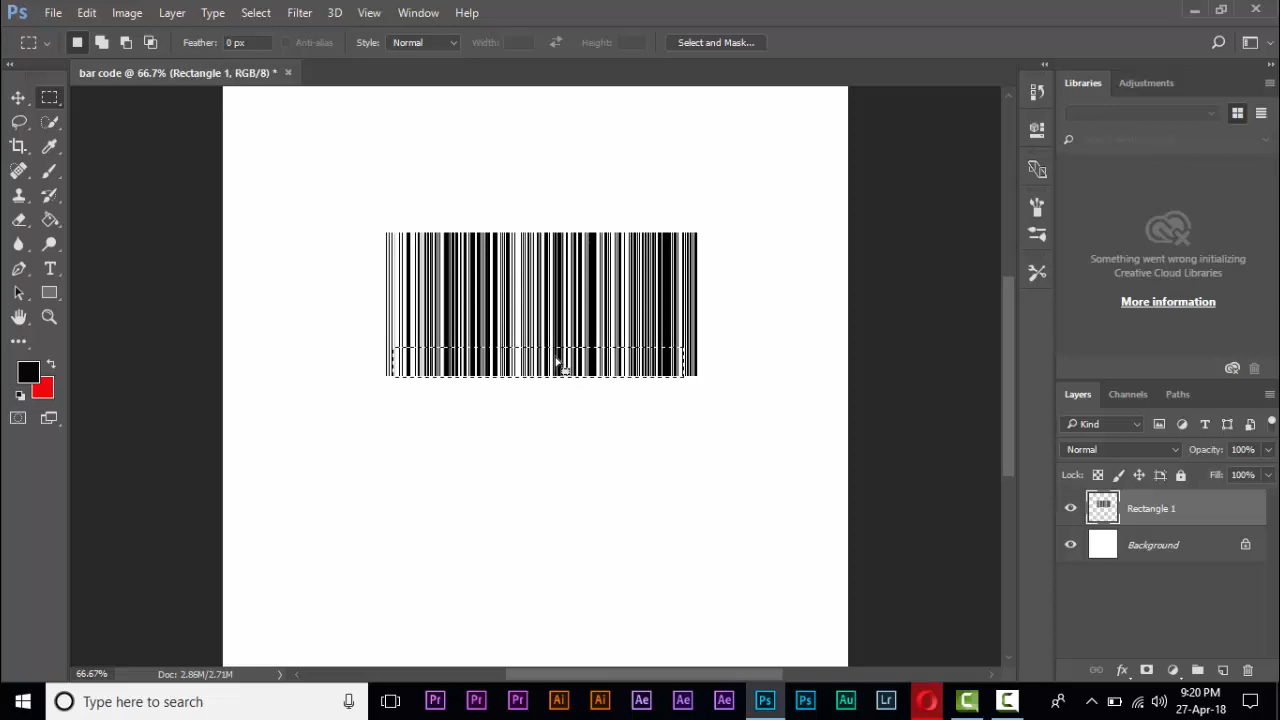 Ps File Edit Image Layer Type Select Filter 3D View Window Help
Feather: 0 px Anti-alias Style: Normal Width: Height: Select and Mask...
bar code @ 66.7% (Rectangle 1, RGB/8) * ×
Libraries Adjustments
Something went wrong initializing
Creative Cloud Libraries
More information
Layers Channels Paths
Kind
Normal Opacity: 100%
Lock: Fill: 100%
Rectangle 1
Background
66.67% Doc: 2.86M/2.71M
Type here to search Pr Pr Pr Ai Ai Ae Ae Ae Ps Ps Au Lr C C 9:20 PM
27-Apr-18